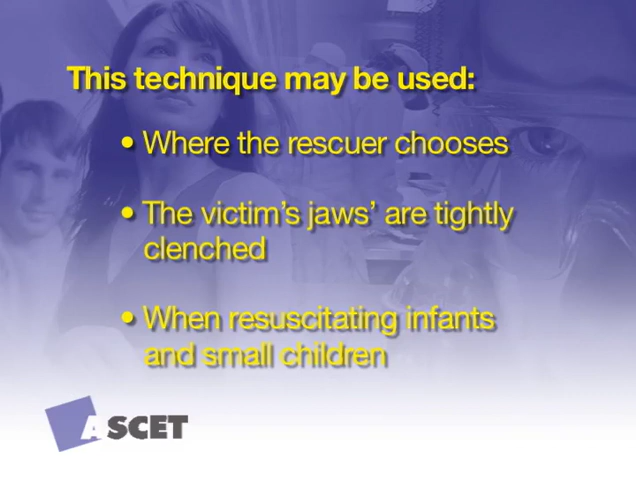 This technique may be used:
• Where the rescuer chooses
• The victim's jaws' are tightly
clenched
• When resuscitating infants
and small children
ASCET